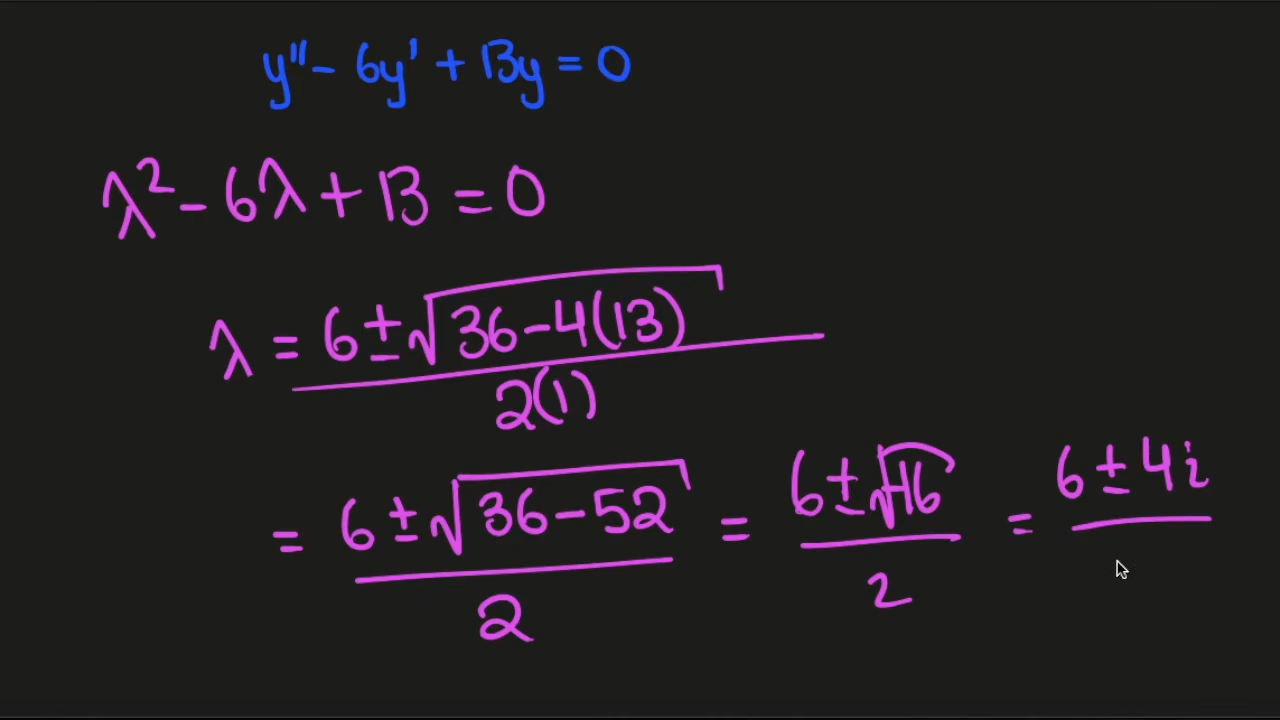 y'' - 6y' + 13y = 0
λ² - 6λ + 13 = 0
λ = (6 ± √(36 - 4(13))) / 2(1)
= (6 ± √(36 - 52)) / 2 = (6 ± √-16) / 2 = (6 ± 4i) /